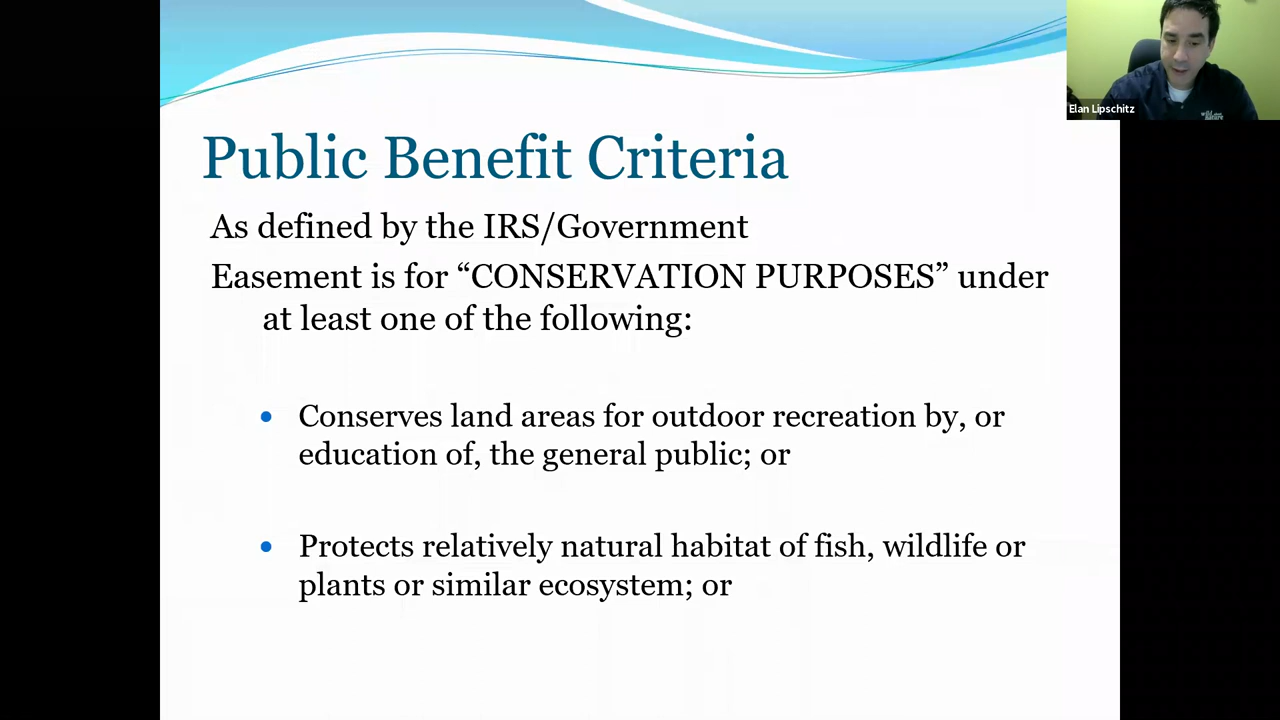 Elan Lipschitz
Public Benefit Criteria
As defined by the IRS/Government
Easement is for “CONSERVATION PURPOSES” under
at least one of the following:
• Conserves land areas for outdoor recreation by, or
education of, the general public; or
• Protects relatively natural habitat of fish, wildlife or
plants or similar ecosystem; or